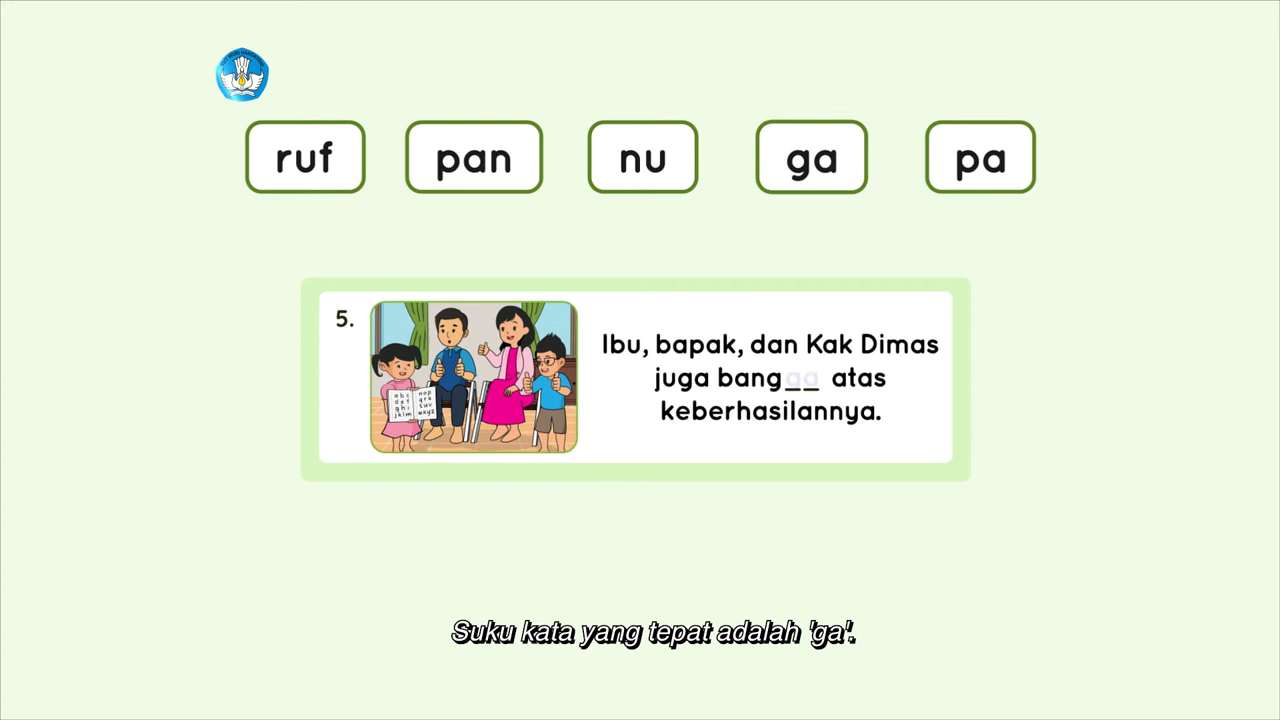 ruf pan nu ga pa
5.
Ibu, bapak, dan Kak Dimas
juga bangga atas
keberhasilannya.
a b c
d e f
g h i
j k l m
n o p
q r s
t u v
w x y z
Suku kata yang tepat adalah 'ga'.